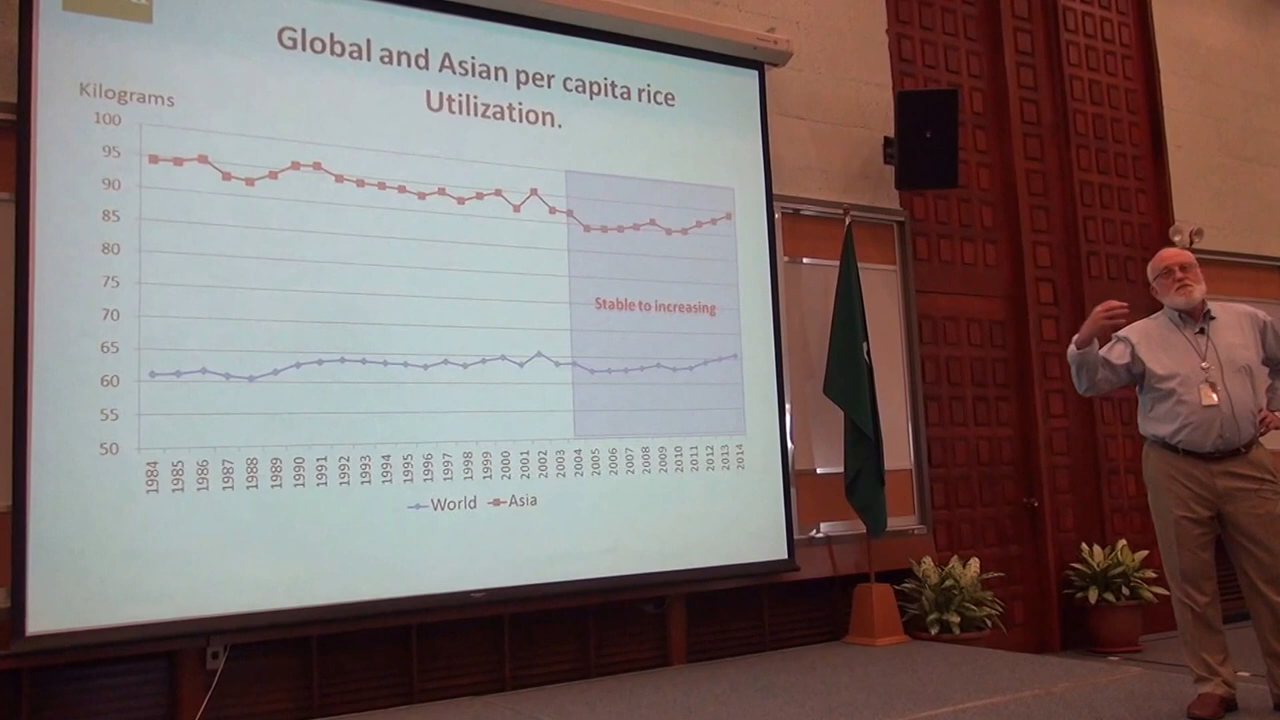 Global and Asian per capita rice
Utilization.
Kilograms
100
95
90
85
80
75
70
65
60
55
50
Stable to increasing
1984 1985 1986 1987 1988 1989 1990 1991 1992 1993 1994 1995 1996 1997 1998 1999 2000 2001 2002 2003 2004 2005 2006 2007 2008 2009 2010 2011 2012 2013 2014
World Asia